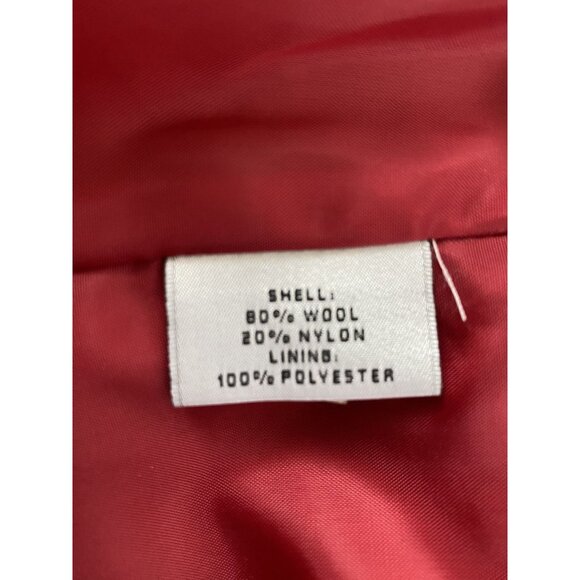 SHELL:
80% WOOL
20% NYLON
LINING:
100% POLYESTER